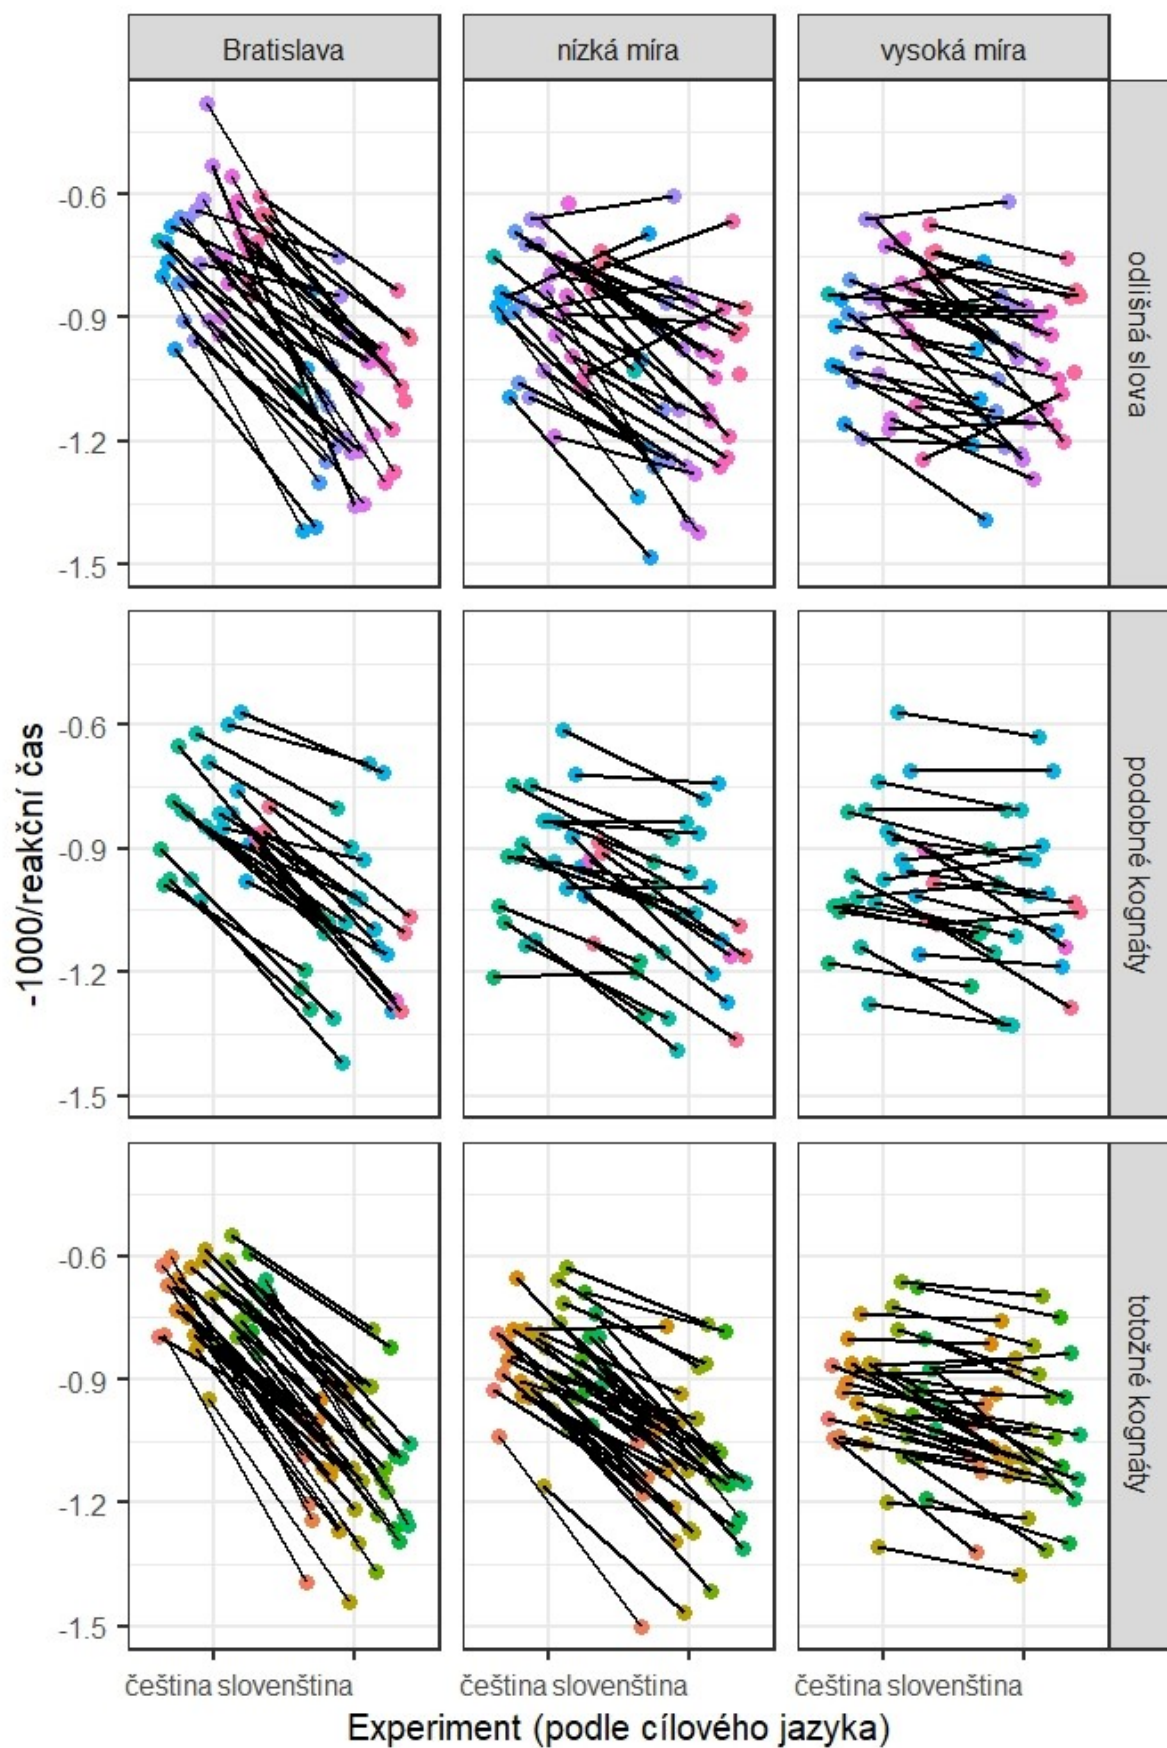 Bratislava
nízká míra
vysoká míra
odlišná slova
podobné kognáty
totožné kognáty
-1000/reakční čas
-0.6
-0.9
-1.2
-1.5
-0.6
-0.9
-1.2
-1.5
-0.6
-0.9
-1.2
-1.5
čeština slovenština
čeština slovenština
čeština slovenština
Experiment (podle cílového jazyka)